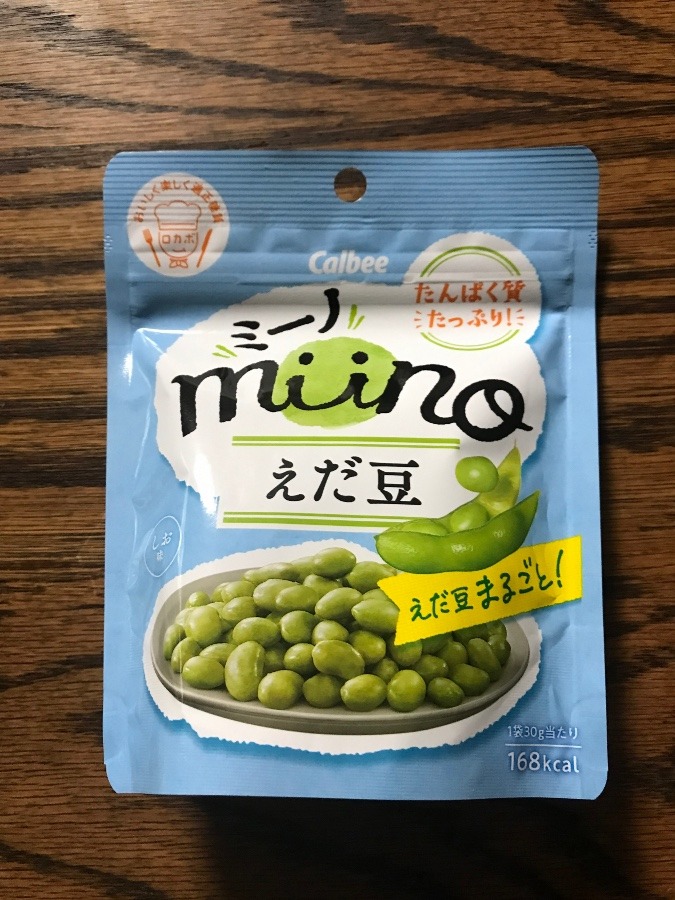 おいしく楽しく適正糖質
ロカボ
Calbee
たんぱく質
たっぷり!
ミーノ
miino
えだ豆
しお
味
えだ豆まるごと!
1袋30g当たり
168kcal